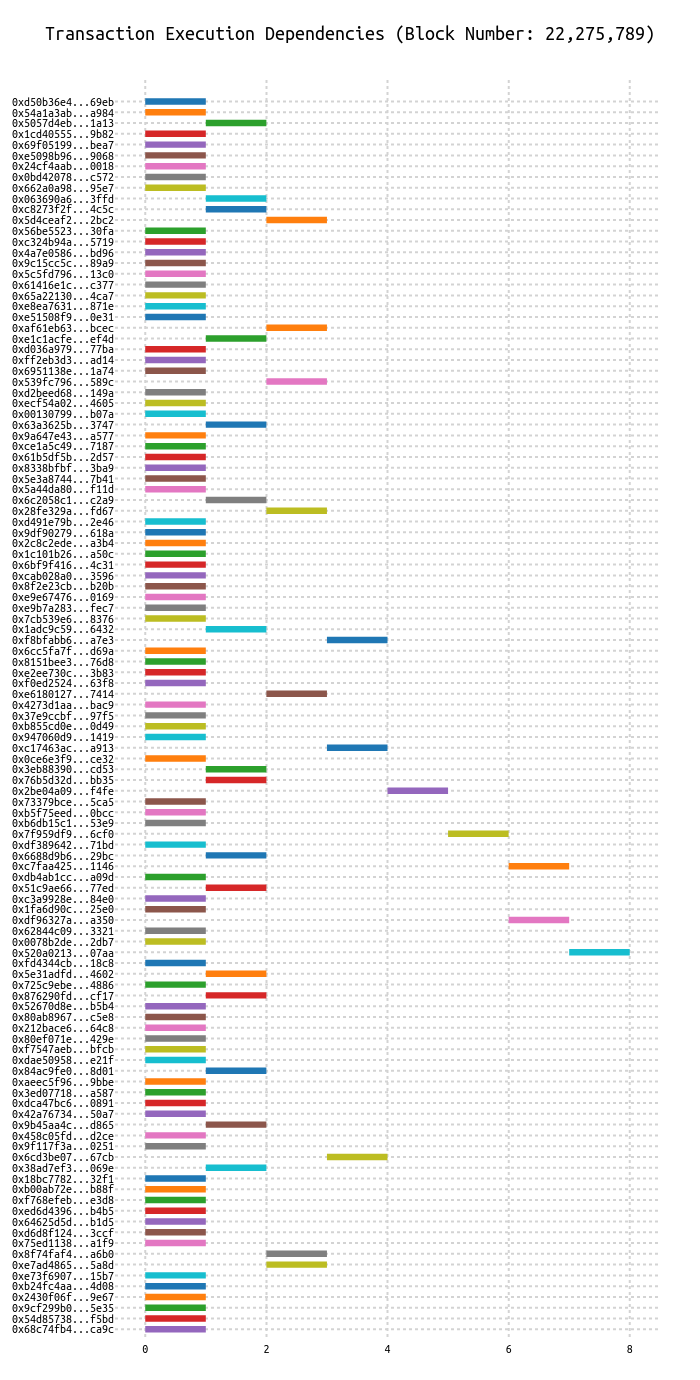 Transaction Execution Dependencies (Block Number: 22,275,789)
0xd50b36e4...69eb
0x54a1a3ab...a984
0x5057d4eb...1a13
0x1cd40555...9b82
0x69f05199...bea7
0xe5098b96...9068
0x24cf4aab...0018
0x0bd42078...c572
0x662a0a98...95e7
0x063690a6...3ffd
0xc8273f2f...4c5c
0x5d4ceaf2...2bc2
0x56be5523...30fa
0xc324b94a...5719
0x4a7e0586...bd96
0x9c15cc5c...89a9
0x5c5fd796...13c0
0x61416e1c...c377
0x65a22130...4ca7
0xe8ea7631...871e
0xe51508f9...0e31
0xaf61eb63...bcec
0xe1c1acfe...ef4d
0xd036a979...77ba
0xff2eb3d3...ad14
0x6951138e...1a74
0x539fc796...589c
0xd2beed68...149a
0xecf54a02...4605
0x00130799...b07a
0x63a3625b...3747
0x9a647e43...a577
0xce1a5c49...7187
0x61b5df5b...2d57
0x8338bfbf...3ba9
0x5e3a8744...7b41
0x5a44da80...f11d
0x6c2058c1...c2a9
0x28fe329a...fd67
0xd491e79b...2e46
0x9df90279...618a
0x2c8c2ede...a3b4
0x1c101b26...a50c
0x6bf9f416...4c31
0xcab028a0...3596
0x8f2e23cb...b20b
0xe9e67476...0169
0xe9b7a283...fec7
0x7cb539e6...8376
0x1adc9c59...6432
0xf8bfabb6...a7e3
0x6cc5fa7f...d69a
0x8151bee3...76d8
0xe2ee730c...3b83
0xf0ed2524...63f8
0xe6180127...7414
0x4273d1aa...bac9
0x37e9ccbf...97f5
0xb855cd0e...0d49
0x947060d9...1419
0xc17463ac...a913
0x0ce6e3f9...ce32
0x3eb88390...cd53
0x76b5d32d...bb35
0x2be04a09...f4fe
0x73379bce...5ca5
0xb5f75eed...0bcc
0xb6db15c1...53e9
0x7f959df9...6cf0
0xdf389642...71bd
0x6688d9b6...29bc
0xc7faa425...1146
0xdb4ab1cc...a09d
0x51c9ae66...77ed
0xc3a9928e...84e0
0x1fa6d90c...25e0
0xdf96327a...a350
0x62844c09...3321
0x0078b2de...2db7
0x520a0213...07aa
0xfd4344cb...18c8
0x5e31adfd...4602
0x725c9ebe...4886
0x876290fd...cf17
0x52670d8e...b5b4
0x80ab8967...c5e8
0x212bace6...64c8
0x80ef071e...429e
0xf7547aeb...bfcb
0xdae50958...e21f
0x84ac9fe0...8d01
0xaeec5f96...9bbe
0x3ed07718...a587
0xdca47bc6...0891
0x42a76734...50a7
0x9b45aa4c...d865
0x458c05fd...d2ce
0x9f117f3a...0251
0x6cd3be07...67cb
0x38ad7ef3...069e
0x18bc7782...32f1
0xb00ab72e...b88f
0xf768efeb...e3d8
0xed6d4396...b4b5
0x64625d5d...b1d5
0xd6d8f124...3ccf
0x75ed1138...a1f9
0x8f74faf4...a6b0
0xe7ad4865...5a8d
0xe73f6907...15b7
0xb24fc4aa...4d08
0x2430f06f...9e67
0x9cf299b0...5e35
0x54d85738...f5bd
0x68c74fb4...ca9c
0 2 4 6 8